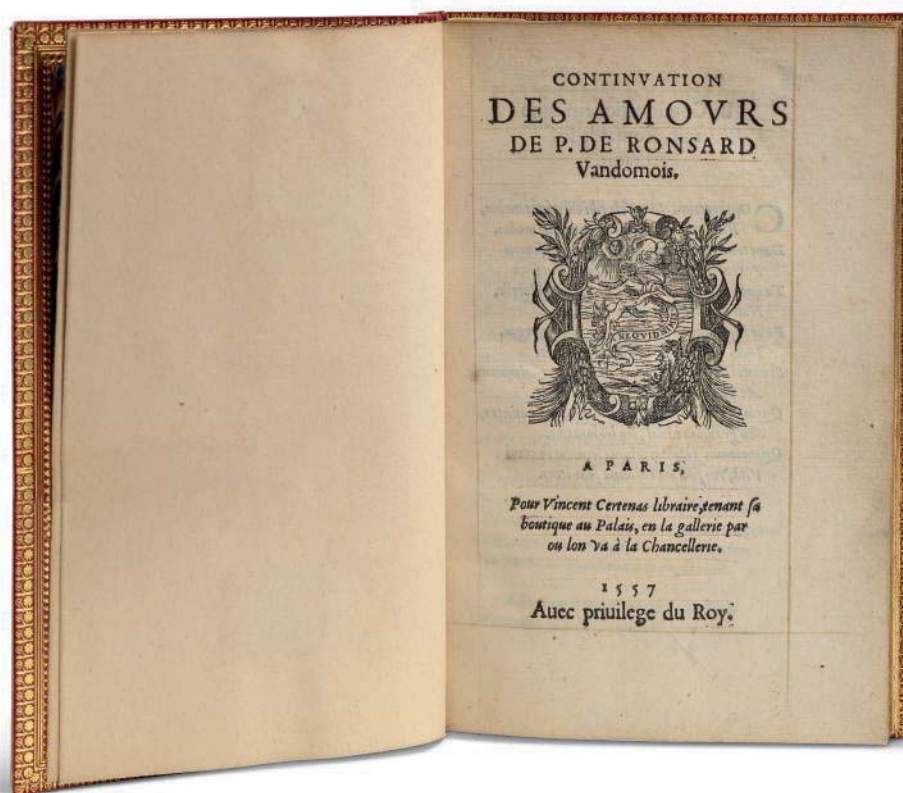 CONTINVATION
DES AMOVRS
DE P. DE RONSARD
Vandomois.
A PARIS,
Pour Vincent Certenas libraire, tenant ſa
boutique au Palais, en la gallerie par
ou lon va à la Chancellerie.
1557
Auec priuilege du Roy.